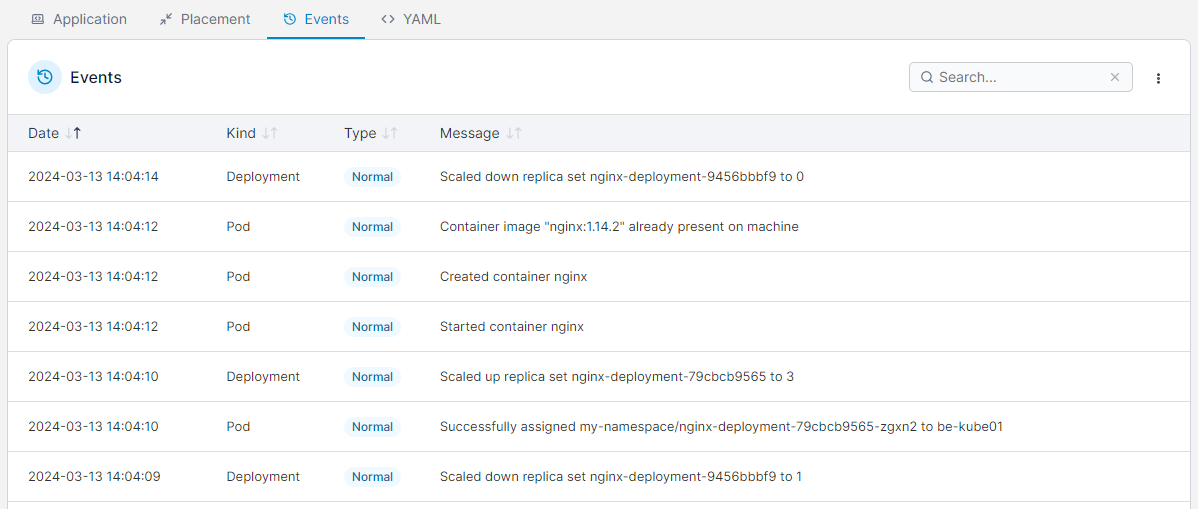 Application Placement Events YAML
Events Search...
Date Kind Type Message
2024-03-13 14:04:14 Deployment Normal Scaled down replica set nginx-deployment-9456bbbf9 to 0
2024-03-13 14:04:12 Pod Normal Container image "nginx:1.14.2" already present on machine
2024-03-13 14:04:12 Pod Normal Created container nginx
2024-03-13 14:04:12 Pod Normal Started container nginx
2024-03-13 14:04:10 Deployment Normal Scaled up replica set nginx-deployment-79cbcb9565 to 3
2024-03-13 14:04:10 Pod Normal Successfully assigned my-namespace/nginx-deployment-79cbcb9565-zgxn2 to be-kube01
2024-03-13 14:04:09 Deployment Normal Scaled down replica set nginx-deployment-9456bbbf9 to 1